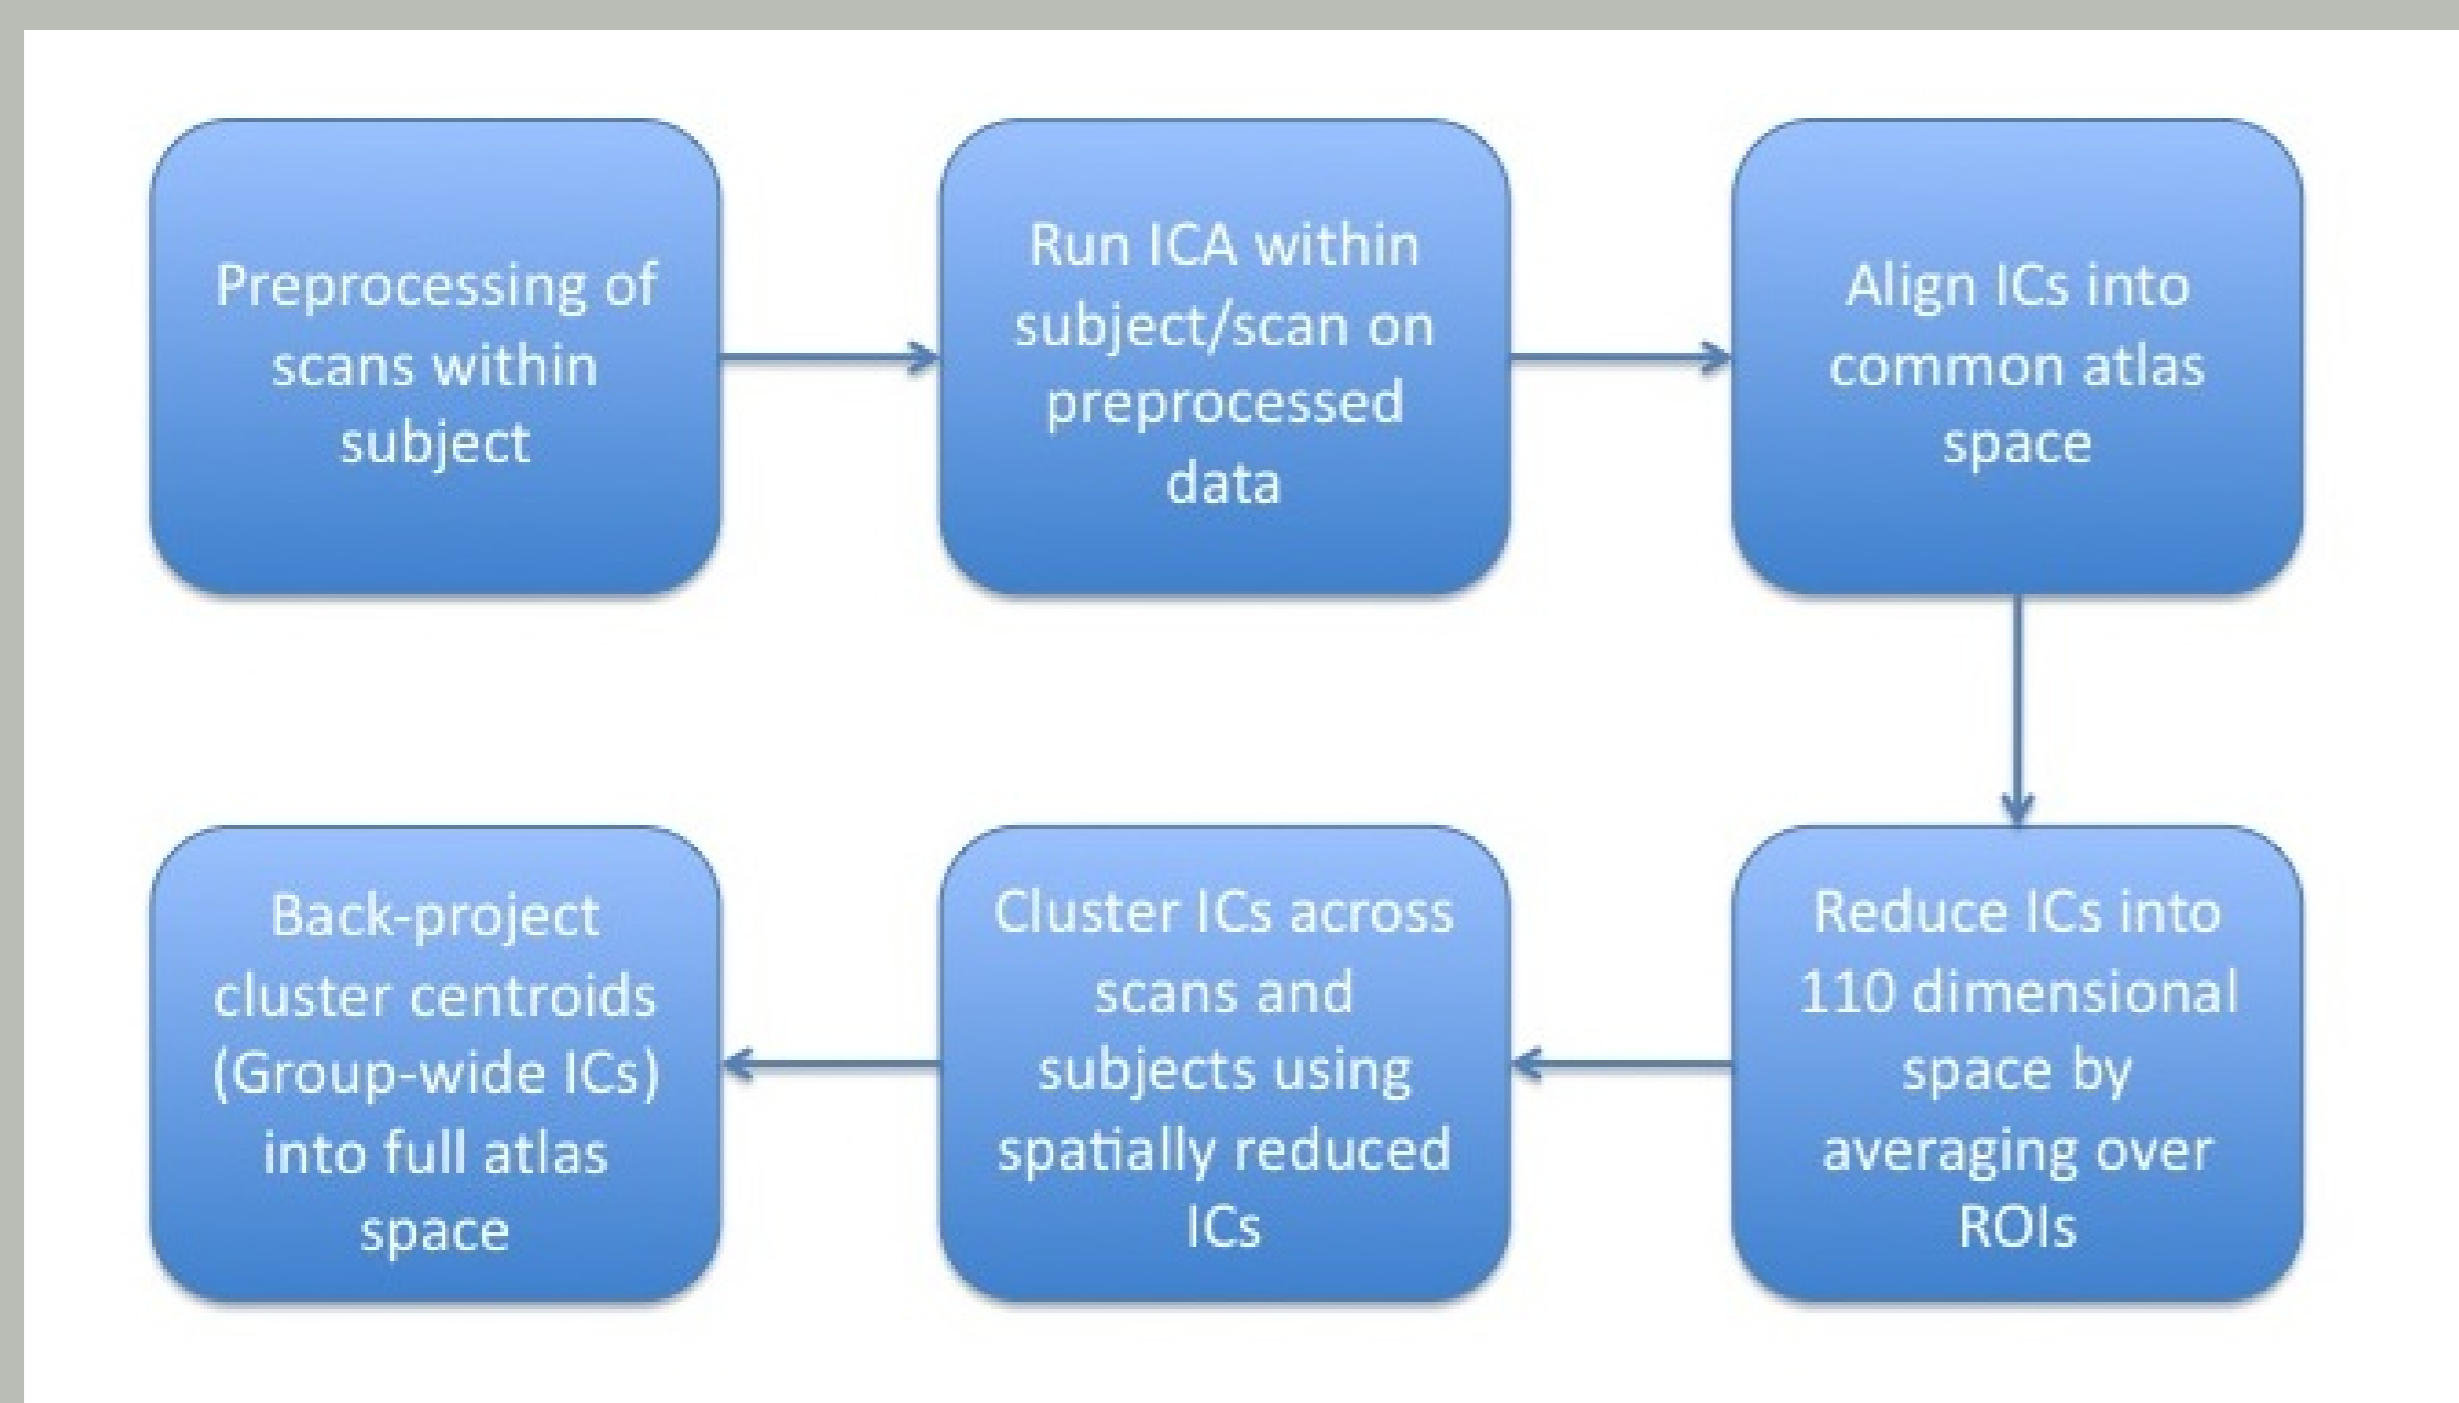 Preprocessing of
scans within
subject
Run ICA within
subject/scan on
preprocessed
data
Align ICs into
common atlas
space
Reduce ICs into
110 dimensional
space by
averaging over
ROIs
Cluster ICs across
scans and
subjects using
spatially reduced
ICs
Back-project
cluster centroids
(Group-wide ICs)
into full atlas
space